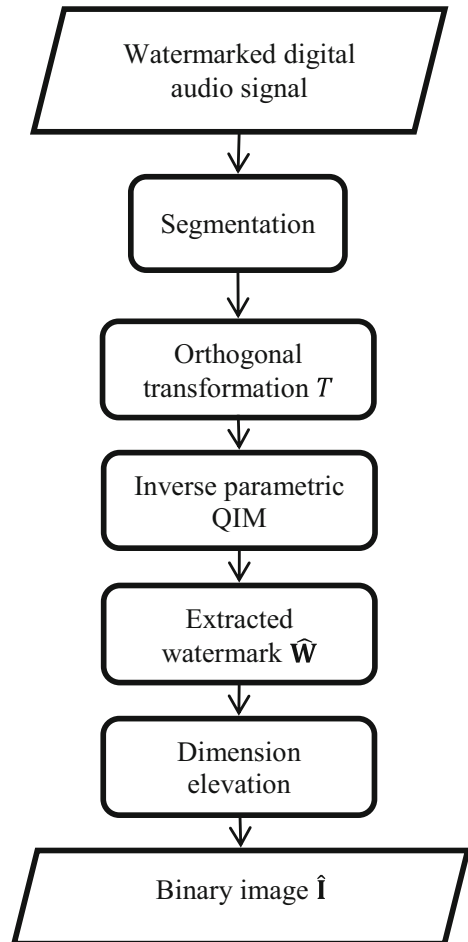 Watermarked digital
audio signal
Segmentation
Orthogonal
transformation T
Inverse parametric
QIM
Extracted
watermark Ŵ
Dimension
elevation
Binary image Î